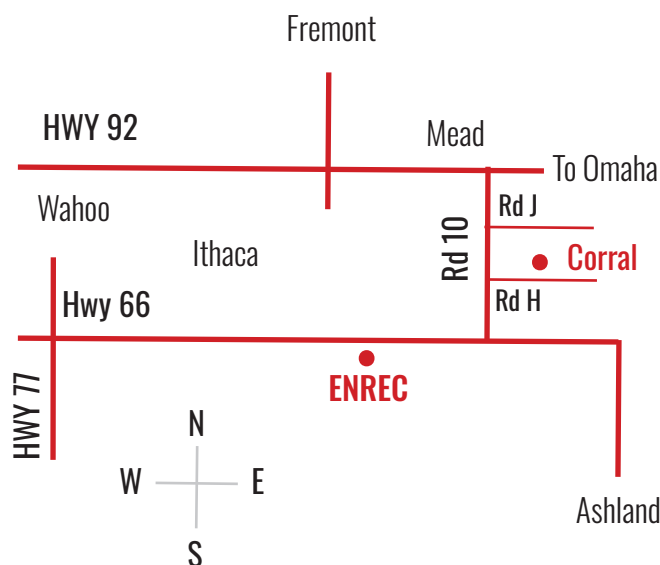 Fremont
HWY 92
Mead
To Omaha
Wahoo
Rd J
Ithaca
Rd 10
Corral
Hwy 66
Rd H
HWY 77
ENREC
N
W
E
S
Ashland